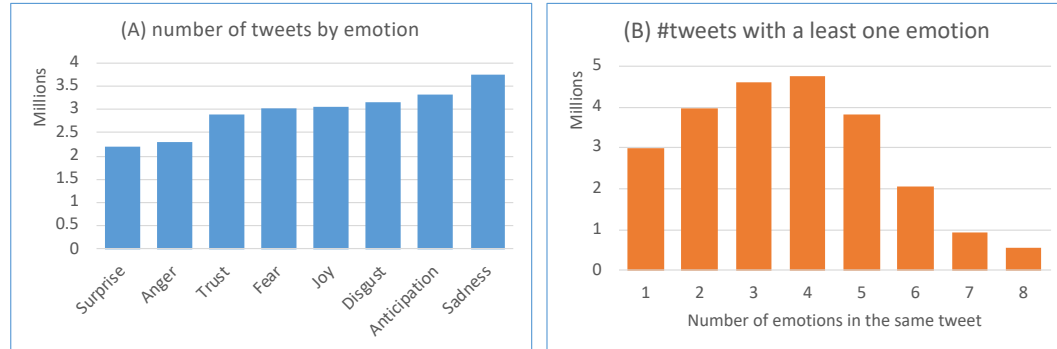 (A) number of tweets by emotion
Millions
4
3.5
3
2.5
2
1.5
1
0.5
0
Surprise
Anger
Trust
Fear
Joy
Disgust
Anticipation
Sadness
(B) #tweets with a least one emotion
Millions
5
4
3
2
1
0
1 2 3 4 5 6 7 8
Number of emotions in the same tweet